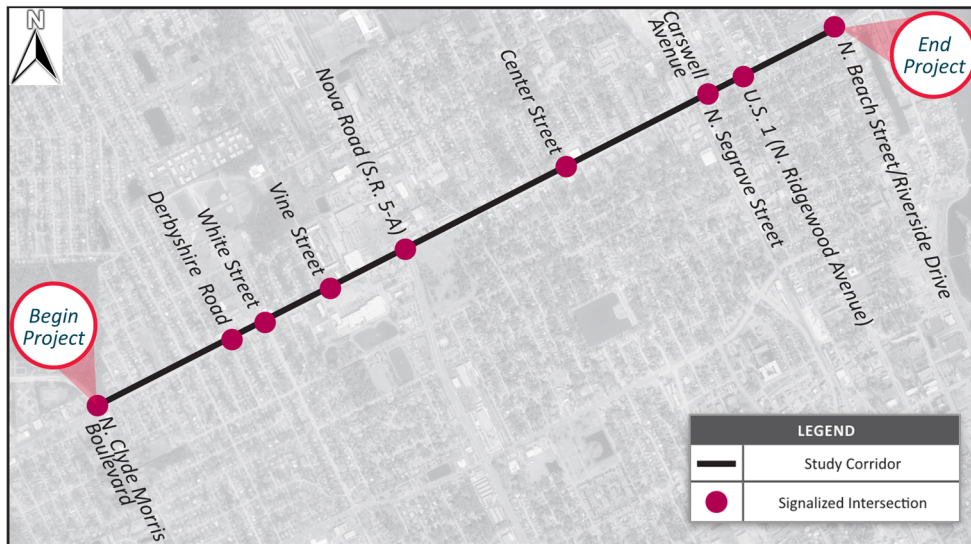 N
End
Project
N. Beach Street/Riverside Drive
U.S. 1 (N. Ridgewood Avenue)
Carswell
Avenue
N. Segrave Street
Center Street
Nova Road (S.R. 5-A)
Vine Street
White Street
Derbyshire Road
Begin
Project
N. Clyde Morris
Boulevard
LEGEND
Study Corridor
Signalized Intersection